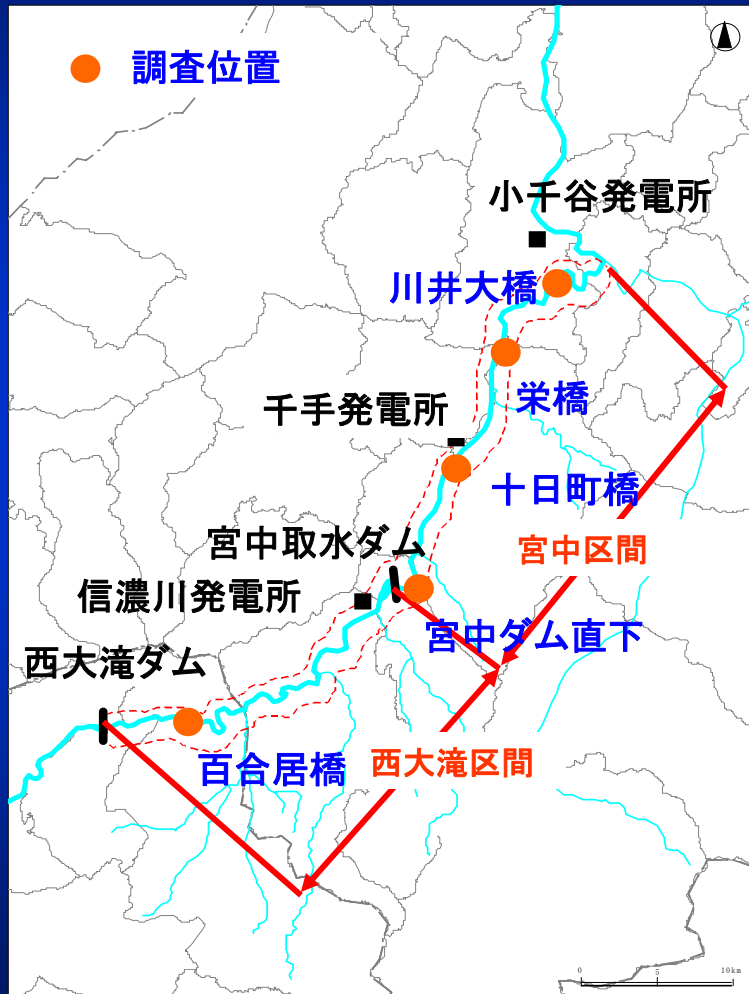 調査位置
小千谷発電所
川井大橋
栄橋
千手発電所
十日町橋
宮中取水ダム
宮中区間
信濃川発電所
宮中ダム直下
西大滝ダム
百合居橋
西大滝区間
0 5 10km